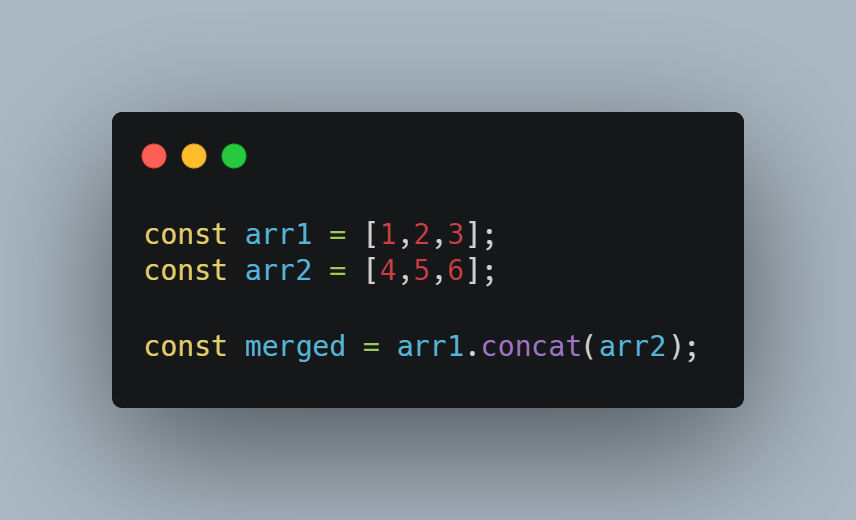 const arr1 = [1,2,3];
const arr2 = [4,5,6];
const merged = arr1.concat(arr2);